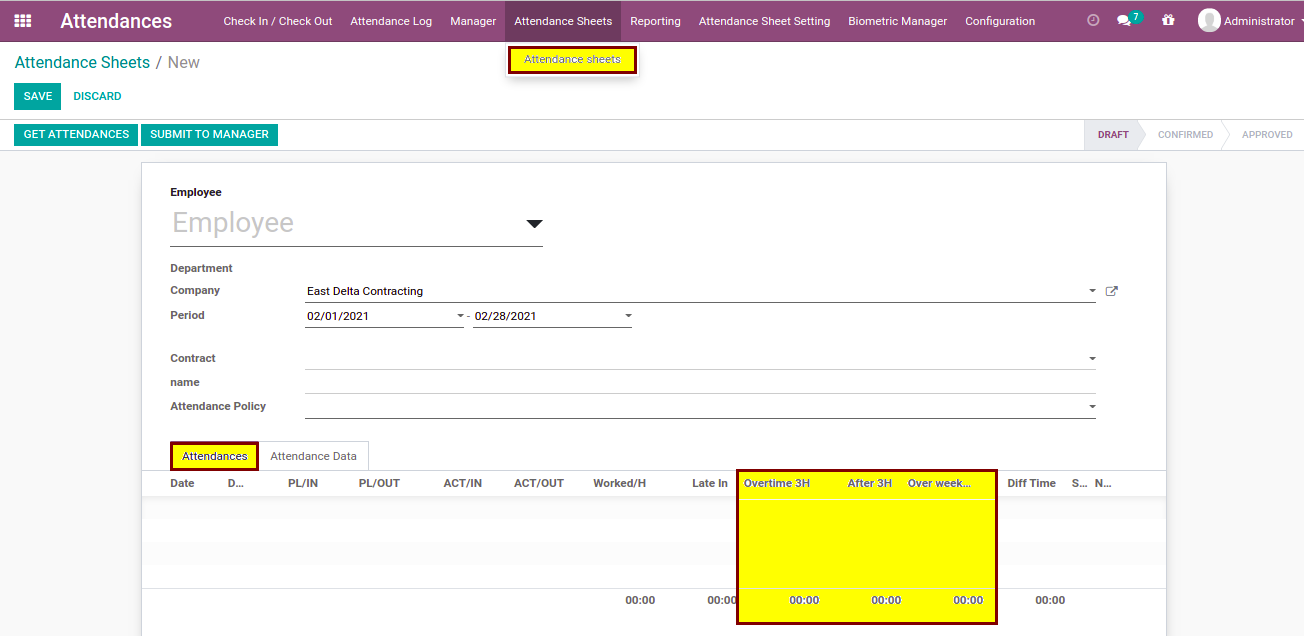 Attendances Check In / Check Out Attendance Log Manager Attendance Sheets Reporting Attendance Sheet Setting Biometric Manager Configuration 7 Administrator
Attendance sheets
Attendance Sheets / New
SAVE DISCARD
GET ATTENDANCES SUBMIT TO MANAGER DRAFT CONFIRMED APPROVED
Employee
Employee
Department
Company East Delta Contracting
Period 02/01/2021 - 02/28/2021
Contract
name
Attendance Policy
Attendances Attendance Data
Date D... PL/IN PL/OUT ACT/IN ACT/OUT Worked/H Late In Overtime 3H After 3H Over week... Diff Time S... N...
00:00 00:00 00:00 00:00 00:00 00:00